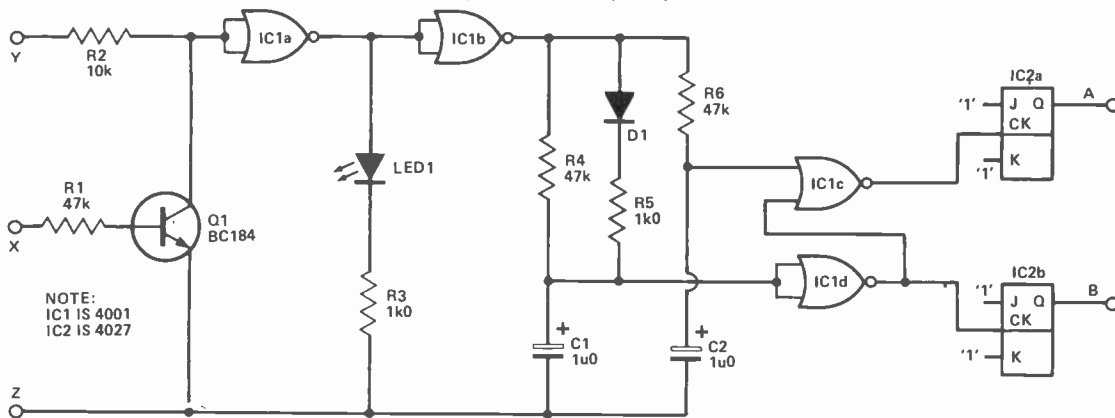 Y
R2
10k
IC1a
IC1b
R1
47k
X
Q1
BC184
LED1
R3
1k0
NOTE:
IC1 IS 4001
IC2 IS 4027
Z
R4
47k
D1
R5
1k0
R6
47k
IC1c
IC1d
+
C1
1u0
+
C2
1u0
IC2a
'1'
J Q
CK
K
'1'
A
IC2b
'1'
J Q
CK
K
'1'
B